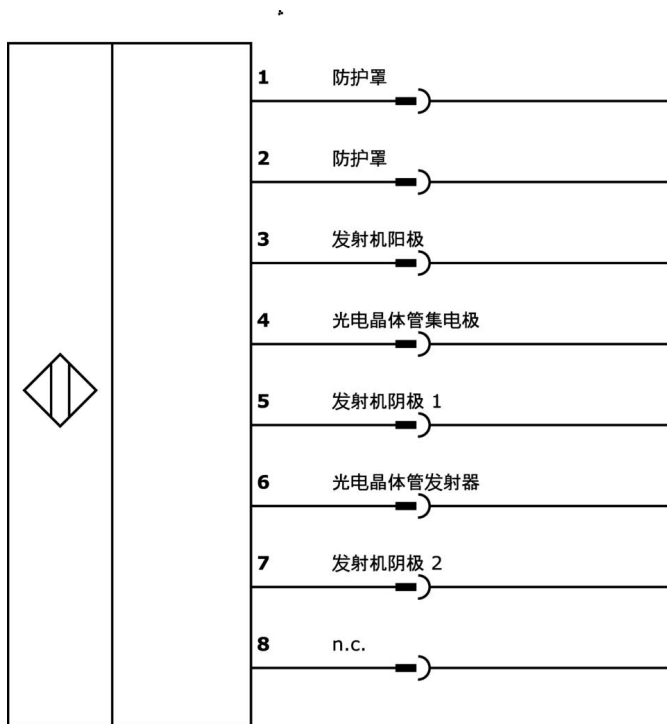 1 防护罩
2 防护罩
3 发射机阳极
4 光电晶体管集电极
5 发射机阴极 1
6 光电晶体管发射器
7 发射机阴极 2
8 n.c.